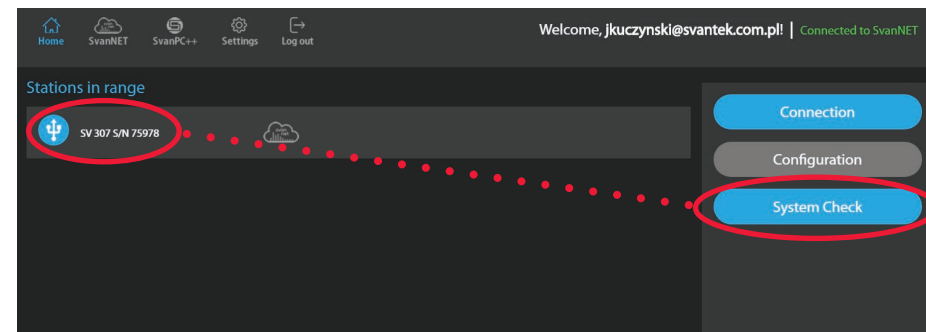 Home SvanNET SvanPC++ Settings Log out
Welcome, jkuczynski@svantek.com.pl! | Connected to SvanNET
Stations in range
SV 307 S/N 75978
Connection
Configuration
System Check